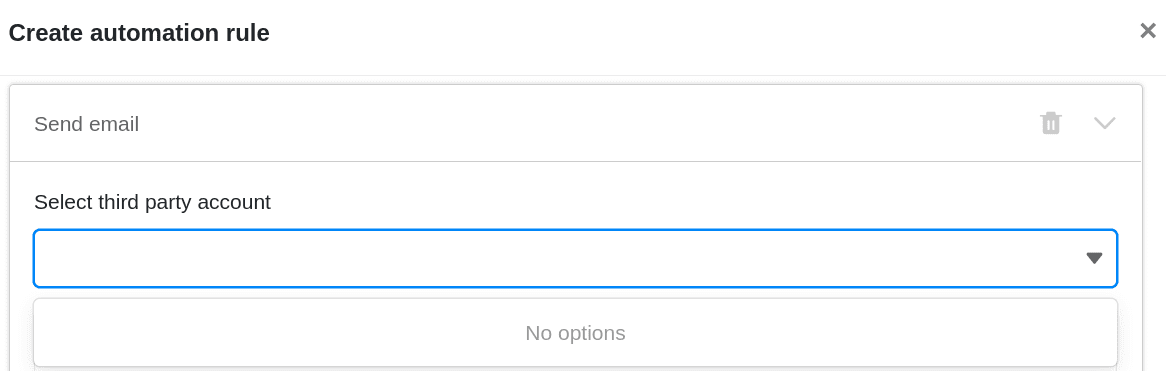 Create automation rule
Send email
Select third party account
No options